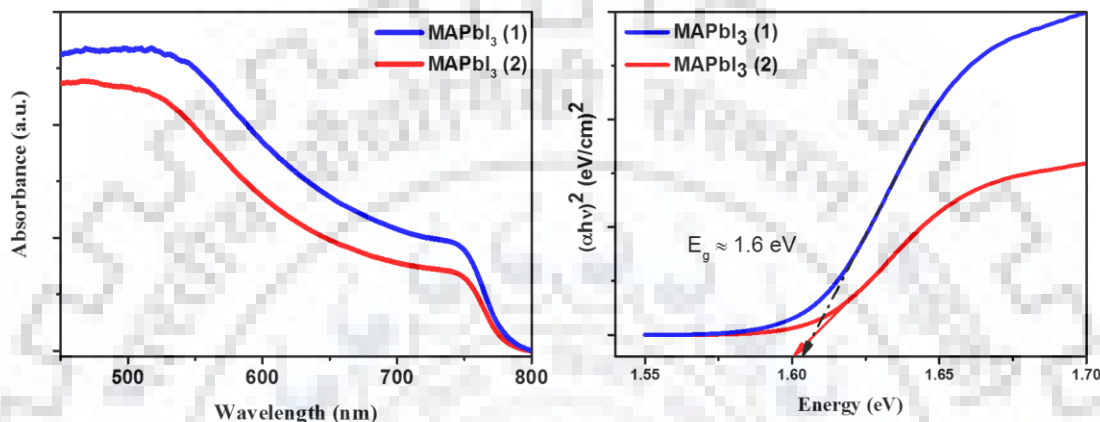 MAPbI₃ (1)
MAPbI₃ (2)
Absorbance (a.u.)
500 600 700 800
Wavelength (nm)
MAPbI3 (1)
MAPbI3 (2)
(αhν)² (eV/cm)²
E_g ≈ 1.6 eV
1.55 1.60 1.65 1.70
Energy (eV)